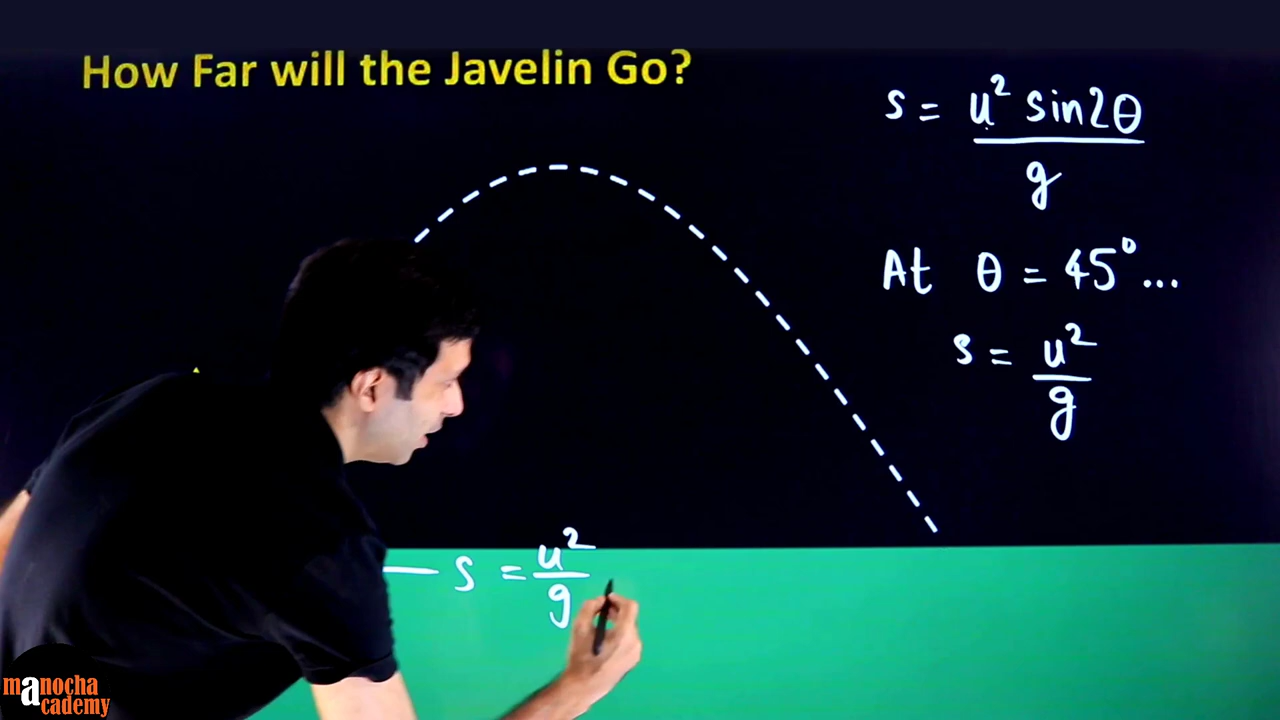 How Far will the Javelin Go?
s = u² sin2θ / g
At θ = 45° ...
s = u² / g
s = u² / g
manocha
academy